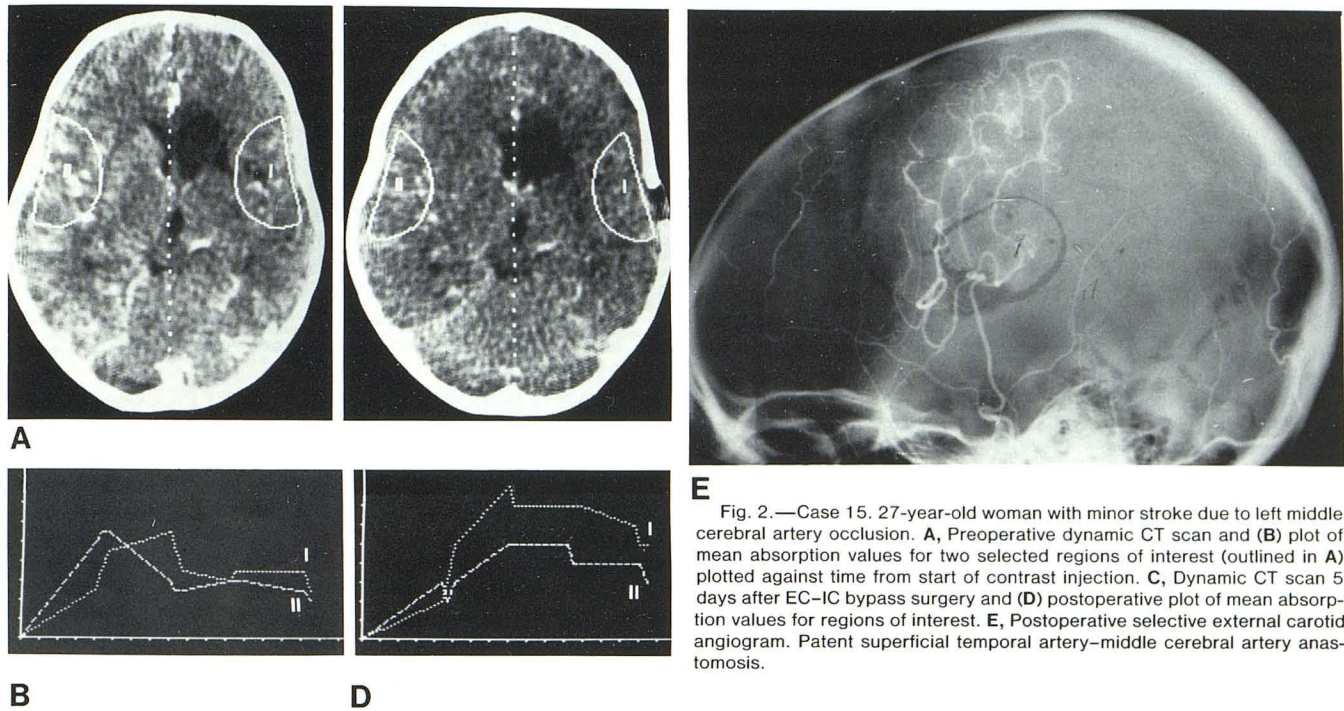 II
I
II
I
A
I
II
B
I
II
D
E
Fig. 2.—Case 15. 27-year-old woman with minor stroke due to left middle
cerebral artery occlusion. A, Preoperative dynamic CT scan and (B) plot of
mean absorption values for two selected regions of interest (outlined in A)
plotted against time from start of contrast injection. C, Dynamic CT scan 5
days after EC–IC bypass surgery and (D) postoperative plot of mean absorp-
tion values for regions of interest. E, Postoperative selective external carotid
angiogram. Patent superficial temporal artery–middle cerebral artery anas-
tomosis.